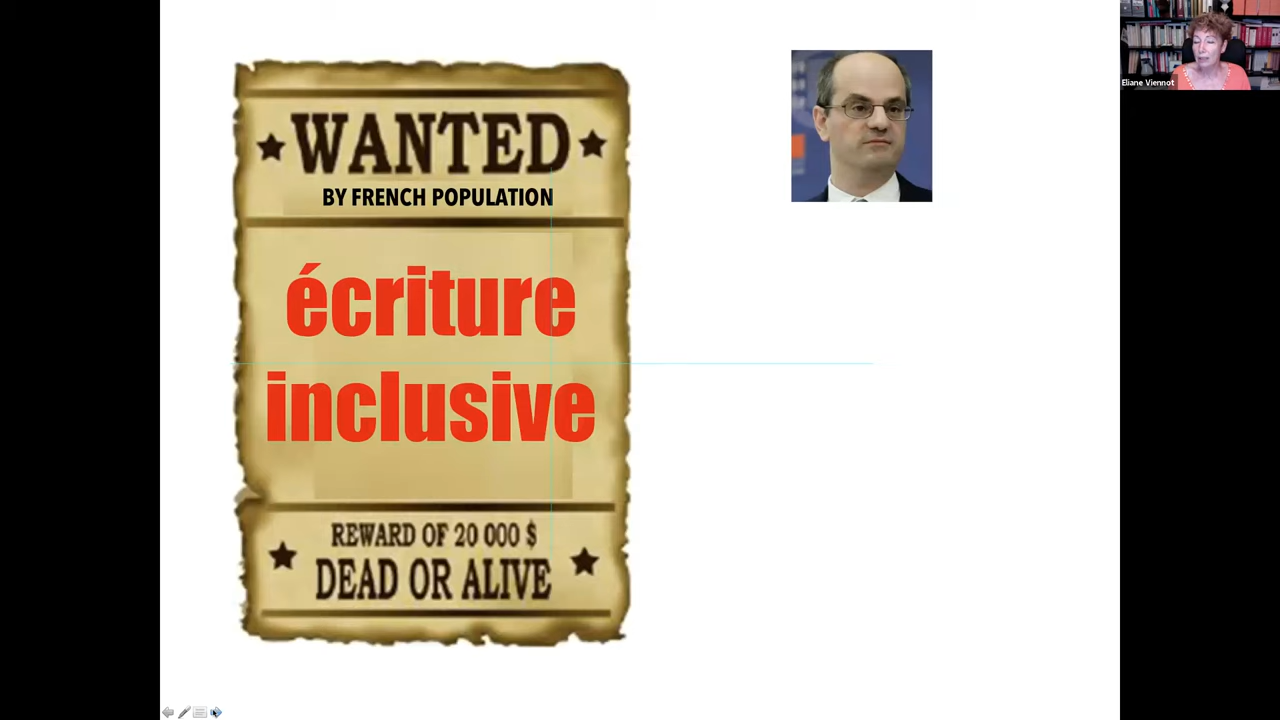 WANTED
BY FRENCH POPULATION
écriture
inclusive
REWARD OF 20 000 $
DEAD OR ALIVE
Eliane Viennot